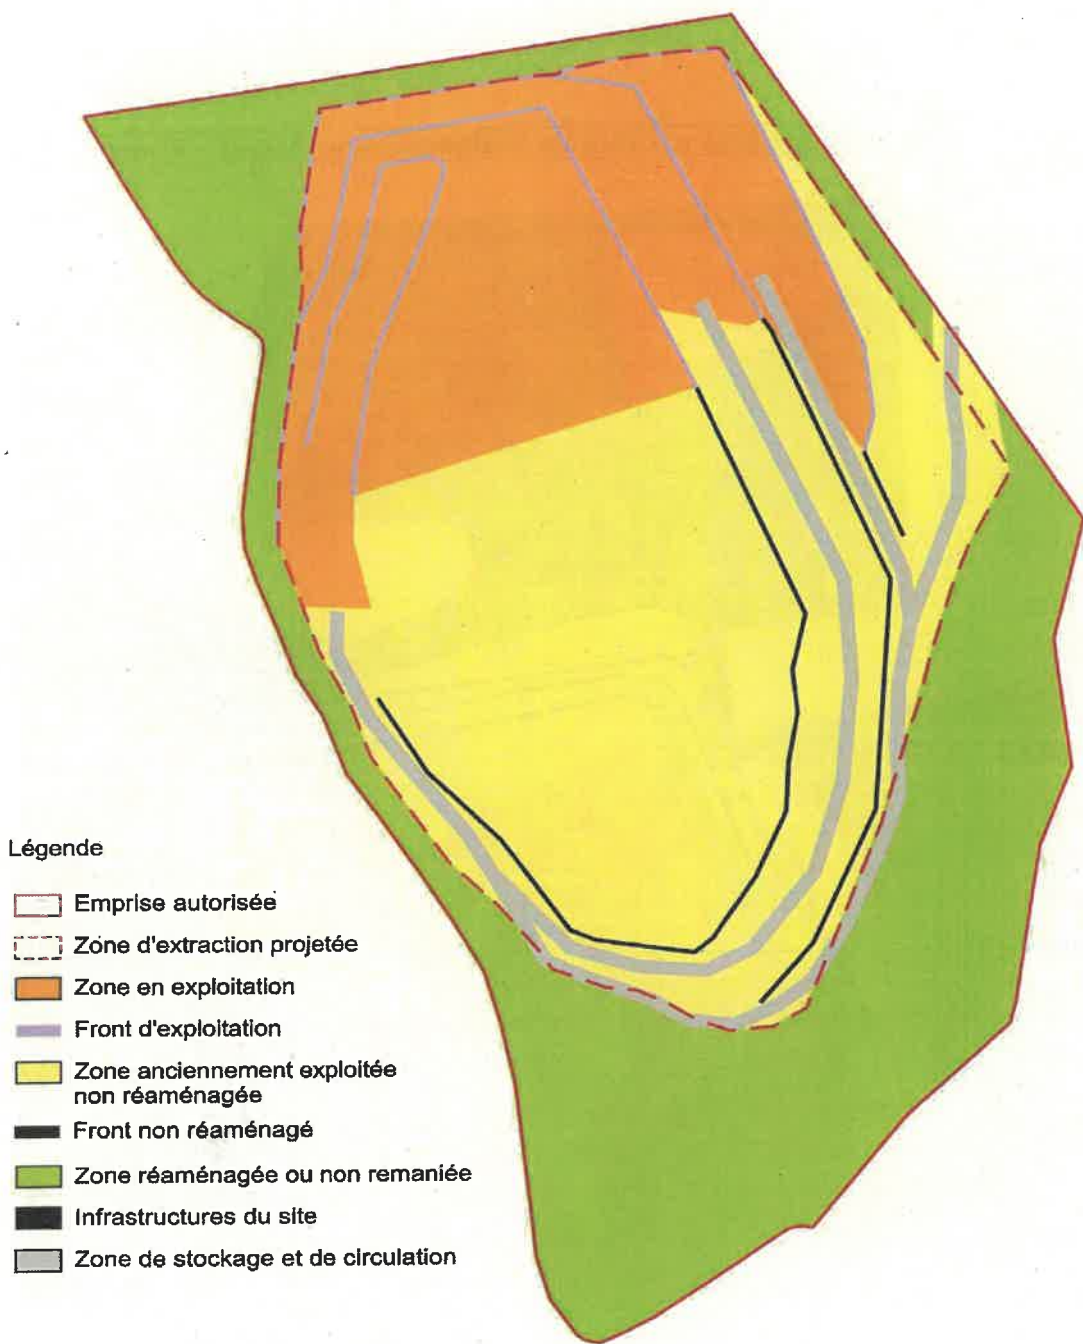 Légende
Emprise autorisée
Zone d'extraction projetée
Zone en exploitation
Front d'exploitation
Zone anciennement exploitée
non réaménagée
Front non réaménagé
Zone réaménagée ou non remaniée
Infrastructures du site
Zone de stockage et de circulation